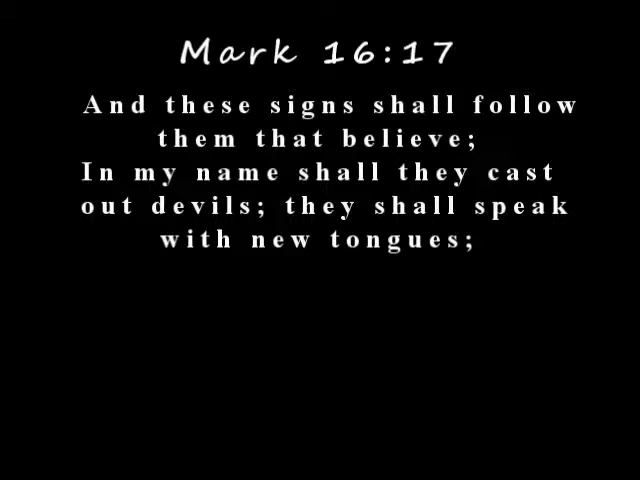 Mark 16:17
And these signs shall follow
them that believe;
In my name shall they cast
out devils; they shall speak
with new tongues;